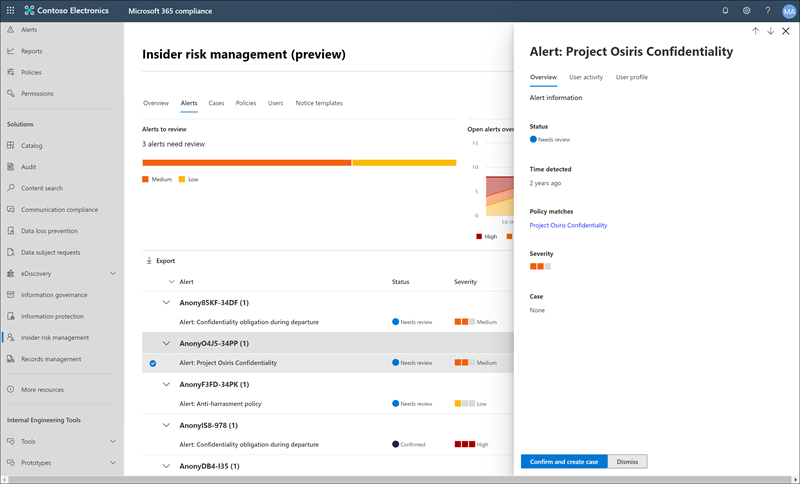 Contoso Electronics
Microsoft 365 compliance
?
MA
Alerts
Reports
Policies
Permissions
Solutions
Catalog
Audit
Content search
Communication compliance
Data loss prevention
Data subject requests
eDiscovery
Information governance
Information protection
Insider risk management
Records management
More resources
Internal Engineering Tools
Tools
Prototypes
Insider risk management (preview)
Overview Alerts Cases Policies Users Notice templates
Alerts to review
3 alerts need review
Medium Low
Open alerts over
15
10
5
0
10/0
High
Export
Alert Status Severity
Anony85KF-34DF (1)
Alert: Confidentiality obligation during departure Needs review Medium
AnonyO4J5-34PP (1)
Alert: Project Osiris Confidentiality Needs review Medium
AnonyF3FD-34PK (1)
Alert: Anti-harrasment policy Needs review Low
AnonyIS8-978 (1)
Alert: Confidentiality obligation during departure Confirmed High
AnonyDB4-I35 (1)
Alert: Project Osiris Confidentiality
Overview User activity User profile
Alert information
Status
Needs review
Time detected
2 years ago
Policy matches
Project Osiris Confidentiality
Severity
Case
None
Confirm and create case Dismiss